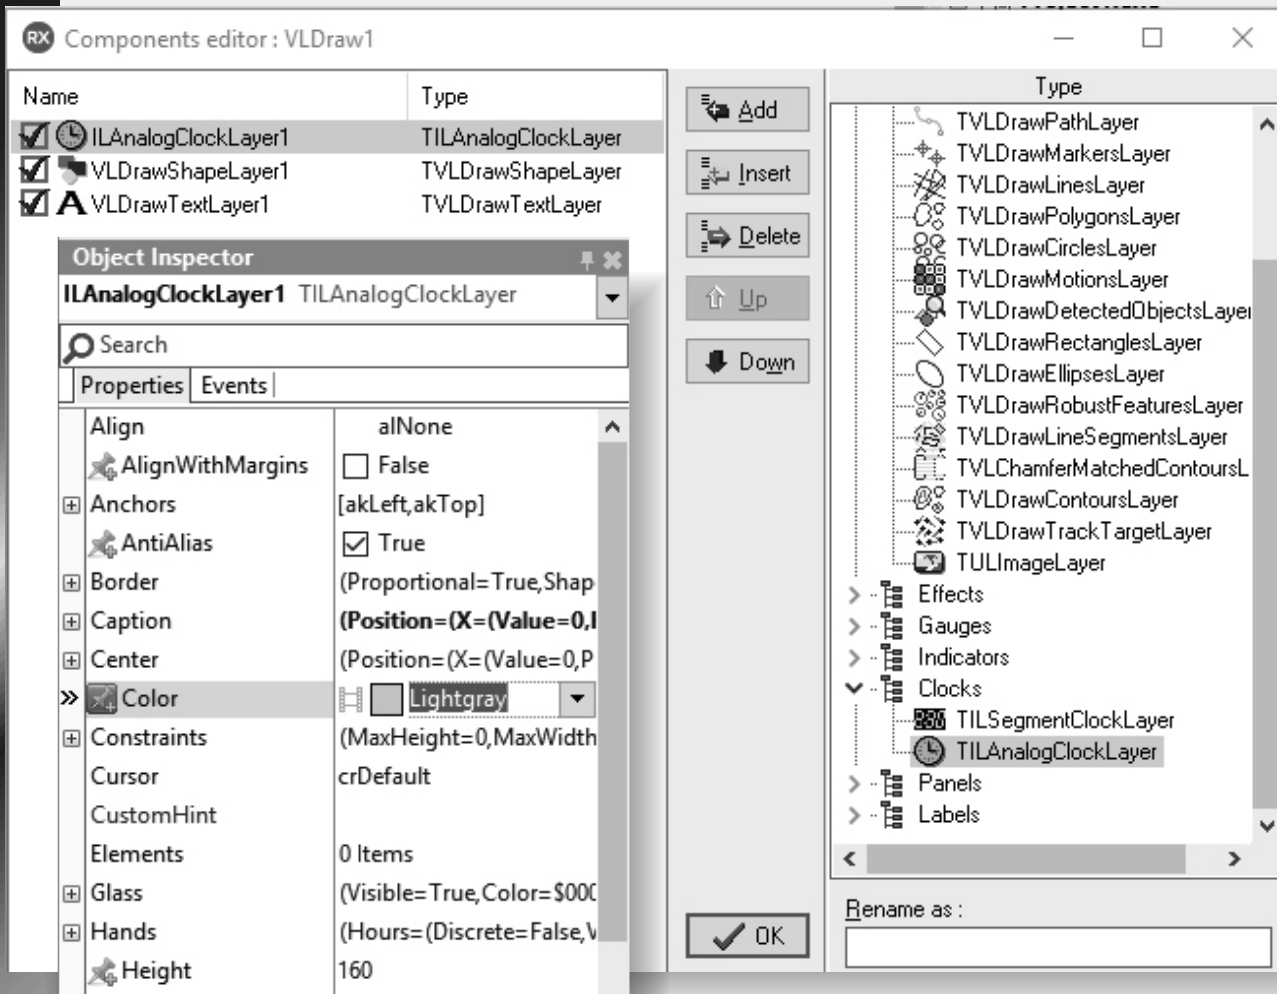 RX Components editor : VLDraw1
Name Type
ILAnalogClockLayer1 TILAnalogClockLayer
VLDrawShapeLayer1 TVLDrawShapeLayer
VLDrawTextLayer1 TVLDrawTextLayer
Object Inspector
ILAnalogClockLayer1 TILAnalogClockLayer
Search
Properties Events
Align alNone
AlignWithMargins False
Anchors [akLeft,akTop]
AntiAlias True
Border (Proportional=True,Shap
Caption (Position=(X=(Value=0,
Center (Position=(X=(Value=0,P
Color Lightgray
Constraints (MaxHeight=0,MaxWidth
Cursor crDefault
CustomHint
Elements 0 Items
Glass (Visible=True,Color=$000
Hands (Hours=(Discrete=False,
Height 160
Add
Insert
Delete
Up
Down
OK
Type
TVLDrawPathLayer
TVLDrawMarkersLayer
TVLDrawLinesLayer
TVLDrawPolygonsLayer
TVLDrawCirclesLayer
TVLDrawMotionsLayer
TVLDrawDetectedObjectsLayer
TVLDrawRectanglesLayer
TVLDrawEllipsesLayer
TVLDrawRobustFeaturesLayer
TVLDrawLineSegmentsLayer
TVLChamferMatchedContoursL
TVLDrawContoursLayer
TVLDrawTrackTargetLayer
TULImageLayer
Effects
Gauges
Indicators
Clocks
TILSegmentClockLayer
TILAnalogClockLayer
Panels
Labels
Rename as :